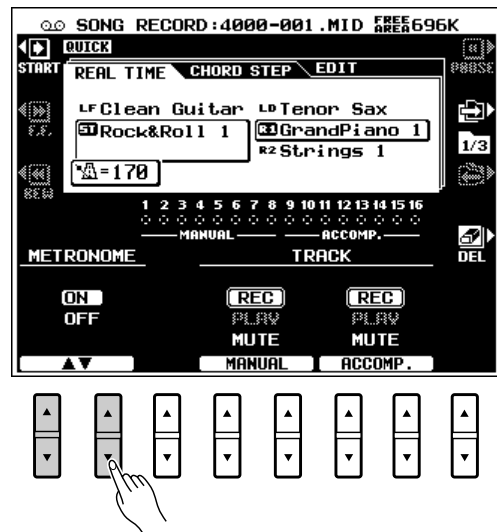 SONG RECORD:4000-001.MID FREE AREA 696K
QUICK
START
REAL TIME CHORD STEP EDIT
PAUSE
LF Clean Guitar LD Tenor Sax
F.F.
ST Rock&Roll 1 R1 GrandPiano 1
1/3
R2 Strings 1
=170
REW
1 2 3 4 5 6 7 8 9 10 11 12 13 14 15 16
MANUAL ACCOMP.
METRONOME TRACK DEL
ON REC REC
OFF PLAY PLAY
MUTE MUTE
▲▼ MANUAL ACCOMP.